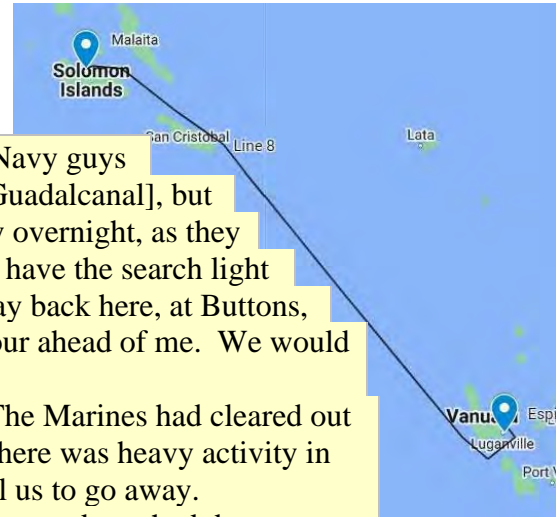 Malaita
Solomon
Islands
San Cristobal
Line 8
Lata
Navy guys
Guadalcanal], but
overnight, as they
have the search light
ay back here, at Buttons,
our ahead of me. We would
The Marines had cleared out
here was heavy activity in
l us to go away.
Vanu
Espi
Luganville
Port V